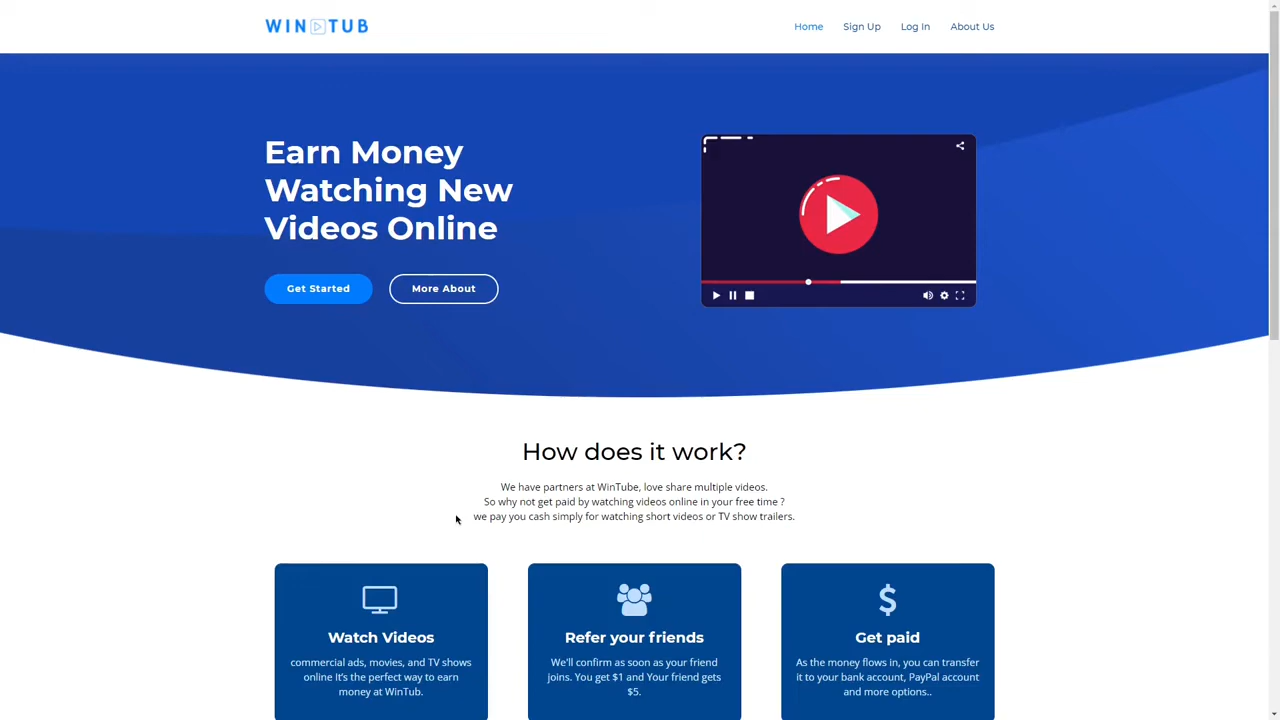 WIN TUB
Home Sign Up Log In About Us
Earn Money
Watching New
Videos Online
Get Started More About
How does it work?
We have partners at WinTube, love share multiple videos.
So why not get paid by watching videos online in your free time ?
we pay you cash simply for watching short videos or TV show trailers.
Watch Videos
commercial ads, movies, and TV shows
online It's the perfect way to earn
money at WinTub.
Refer your friends
We'll confirm as soon as your friend
joins. You get $1 and Your friend gets
$5.
Get paid
As the money flows in, you can transfer
it to your bank account, PayPal account
and more options..